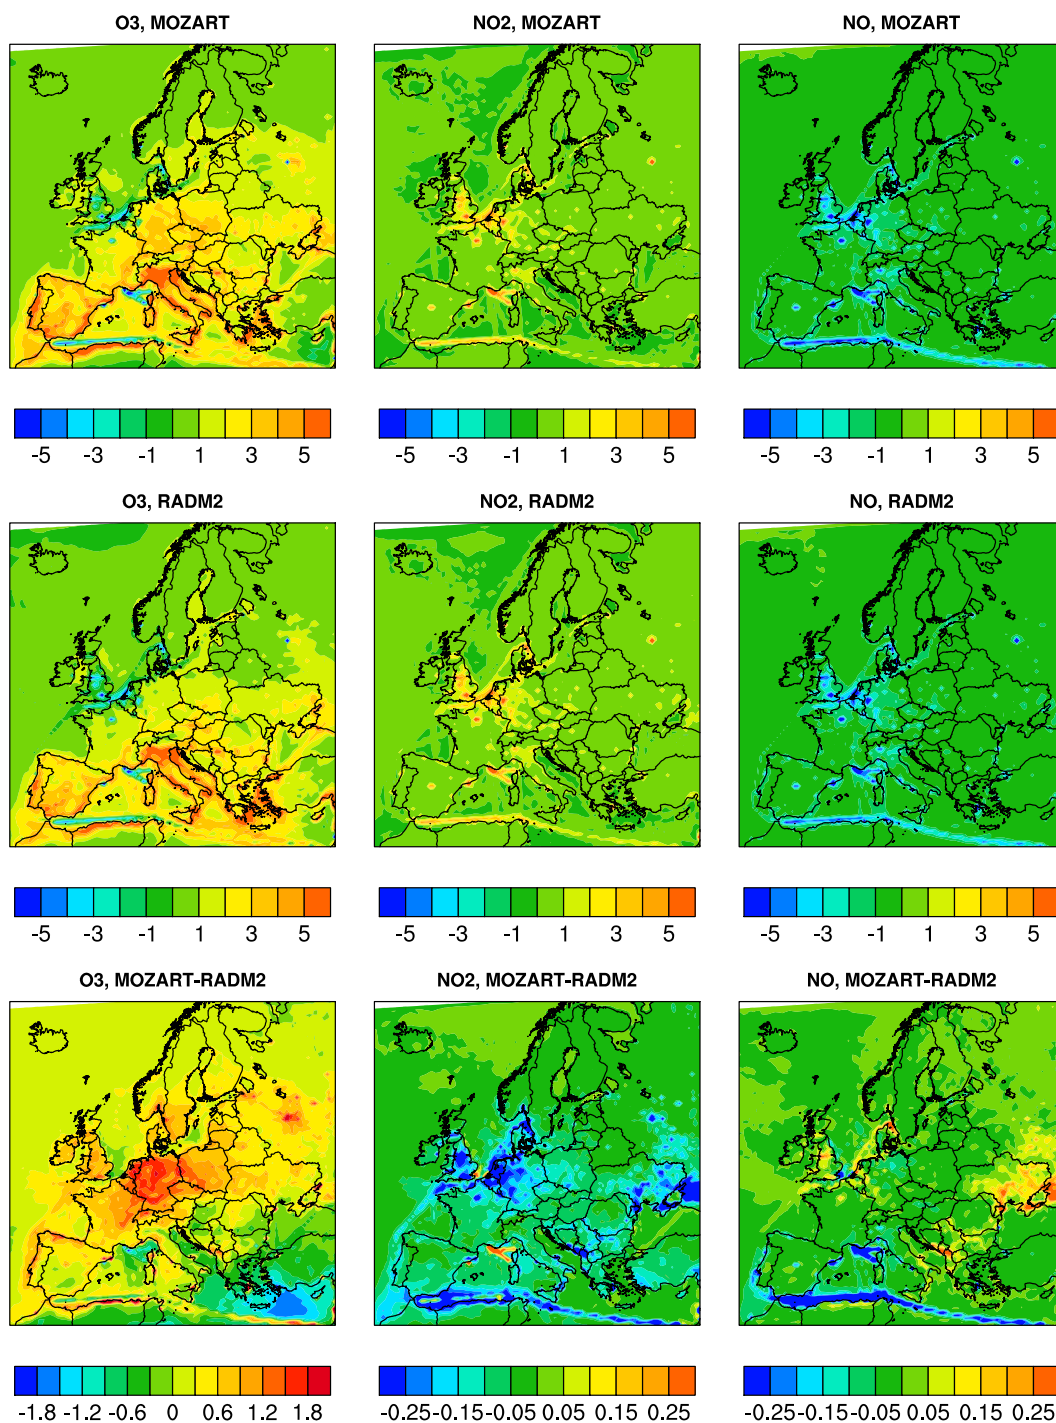 O3, MOZART NO2, MOZART NO, MOZART
-5 -3 -1 1 3 5 -5 -3 -1 1 3 5 -5 -3 -1 1 3 5
O3, RADM2 NO2, RADM2 NO, RADM2
-5 -3 -1 1 3 5 -5 -3 -1 1 3 5 -5 -3 -1 1 3 5
O3, MOZART-RADM2 NO2, MOZART-RADM2 NO, MOZART-RADM2
-1.8 -1.2 -0.6 0 0.6 1.2 1.8 -0.25 -0.15 -0.05 0.05 0.15 0.25 -0.25 -0.15 -0.05 0.05 0.15 0.25